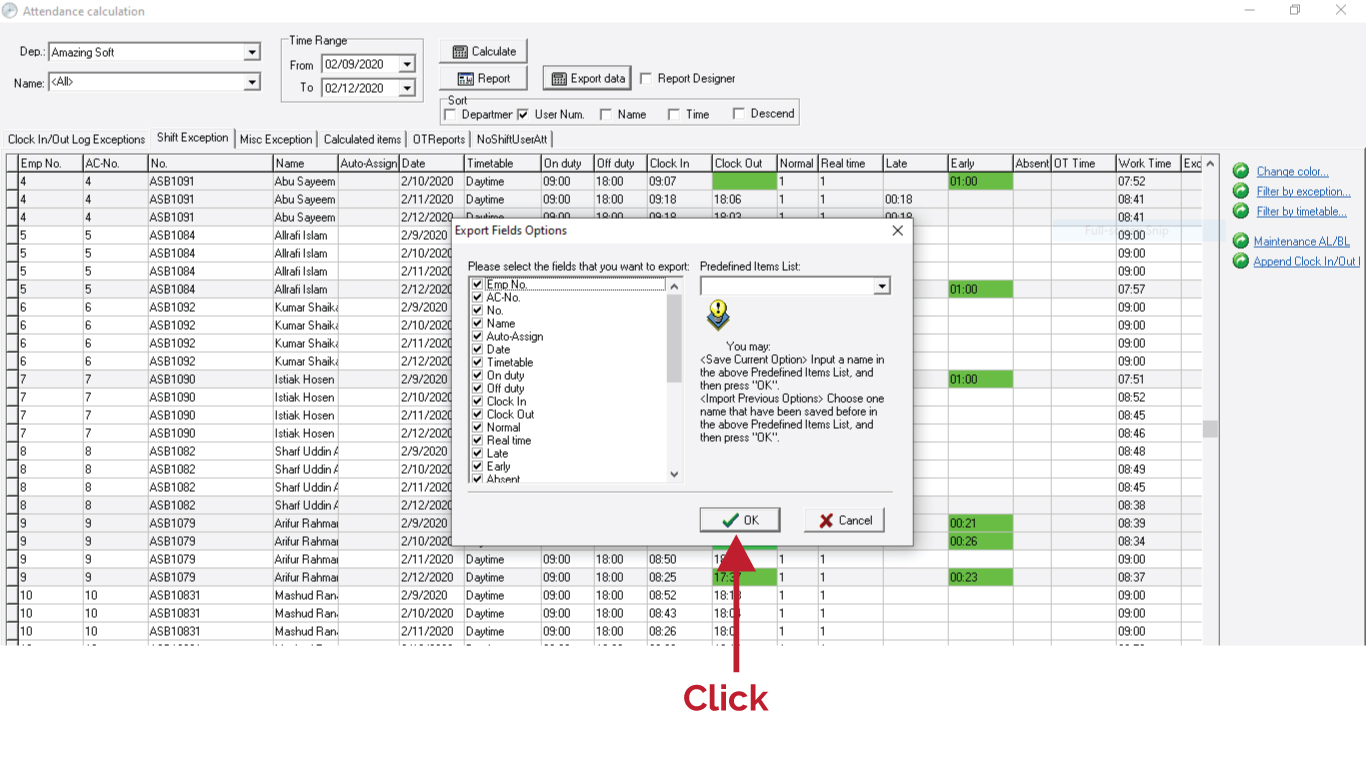 Attendance calculation
Dep.: Amazing Soft
Name: <All>
Time Range
From 02/09/2020
To 02/12/2020
Calculate
Report Export data Report Designer
Sort
Departmer User Num. Name Time Descend
Clock In/Out Log Exceptions Shift Exception Misc Exception Calculated items OTReports NoShiftUserAtt
Emp No. AC-No. No. Name Auto-Assign Date Timetable On duty Off duty Clock In Clock Out Normal Real time Late Early Absent OT Time Work Time Exc
4 4 ASB1091 Abu Sayeem 2/10/2020 Daytime 09:00 18:00 09:07 1 1 01:00 07:52
4 4 ASB1091 Abu Sayeem 2/11/2020 Daytime 09:00 18:00 09:18 18:06 1 1 00:18 08:41
4 4 ASB1091 Abu Sayeem 2/12/2020 Daytime 09:00 18:00 09:18 18:03 1 1 00:18 08:41
5 5 ASB1084 Allrafi Islam 2/9/2020 09:00
5 5 ASB1084 Allrafi Islam 2/10/2020 09:00
5 5 ASB1084 Allrafi Islam 2/11/2020 09:00
5 5 ASB1084 Allrafi Islam 2/12/2020 01:00 09:00
6 6 ASB1092 Kumar Shaik 2/9/2020 09:00
6 6 ASB1092 Kumar Shaik 2/10/2020 09:00
6 6 ASB1092 Kumar Shaik 2/11/2020 09:00
6 6 ASB1092 Kumar Shaik 2/12/2020 09:00
7 7 ASB1090 Istiak Hosen 2/9/2020 01:00 07:51
7 7 ASB1090 Istiak Hosen 2/10/2020 08:52
7 7 ASB1090 Istiak Hosen 2/11/2020 08:45
7 7 ASB1090 Istiak Hosen 2/12/2020 08:46
8 8 ASB1082 Sharf Uddin A 2/9/2020 08:48
8 8 ASB1082 Sharf Uddin A 2/10/2020 08:49
8 8 ASB1082 Sharf Uddin A 2/11/2020 08:45
8 8 ASB1082 Sharf Uddin A 2/12/2020 08:38
9 9 ASB1079 Arifur Rahma 2/9/2020 00:21 08:39
9 9 ASB1079 Arifur Rahma 2/10/2020 00:26 08:34
9 9 ASB1079 Arifur Rahma 2/11/2020 Daytime 09:00 18:00 08:50 1 1 09:00
9 9 ASB1079 Arifur Rahma 2/12/2020 Daytime 09:00 18:00 08:25 17:37 1 1 00:23 08:37
10 10 ASB10831 Mashud Ran 2/9/2020 Daytime 09:00 18:00 08:52 1 1 09:00
10 10 ASB10831 Mashud Ran 2/10/2020 Daytime 09:00 18:00 08:43 1 1 09:00
10 10 ASB10831 Mashud Ran 2/11/2020 Daytime 09:00 18:00 08:26 1 1 09:00
Change color...
Filter by exception...
Filter by timetable...
Maintenance AL/BL
Append Clock In/Out
Export Fields Options
Please select the fields that you want to export:
Emp No.
AC-No.
No.
Name
Auto-Assign
Date
Timetable
On duty
Off duty
Clock In
Clock Out
Normal
Real time
Late
Early
Absent
Predefined Items List:
You may:
<Save Current Option> Input a name in
the above Predefined Items List, and
then press "OK".
<Import Previous Options> Choose one
name that have been saved before in
the above Predefined Items List, and
then press "OK".
OK Cancel
Click